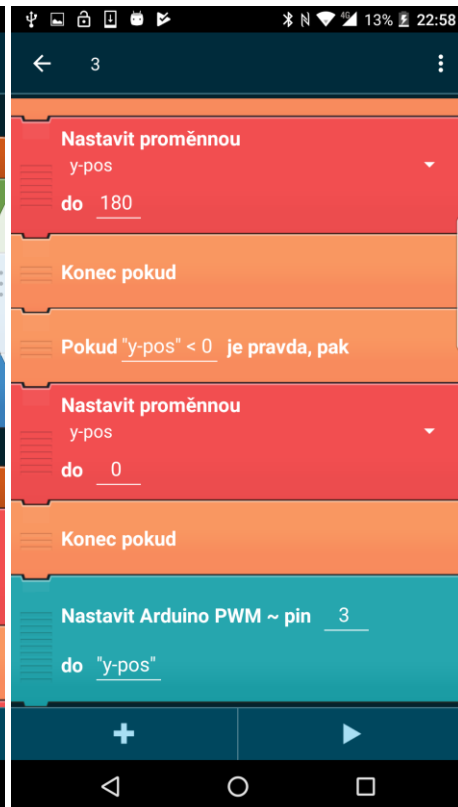 4G 13% 22:58
3
Nastavit proměnnou
y-pos
do 180
Konec pokud
Pokud "y-pos" < 0 je pravda, pak
Nastavit proměnnou
y-pos
do 0
Konec pokud
Nastavit Arduino PWM ~ pin 3
do "y-pos"